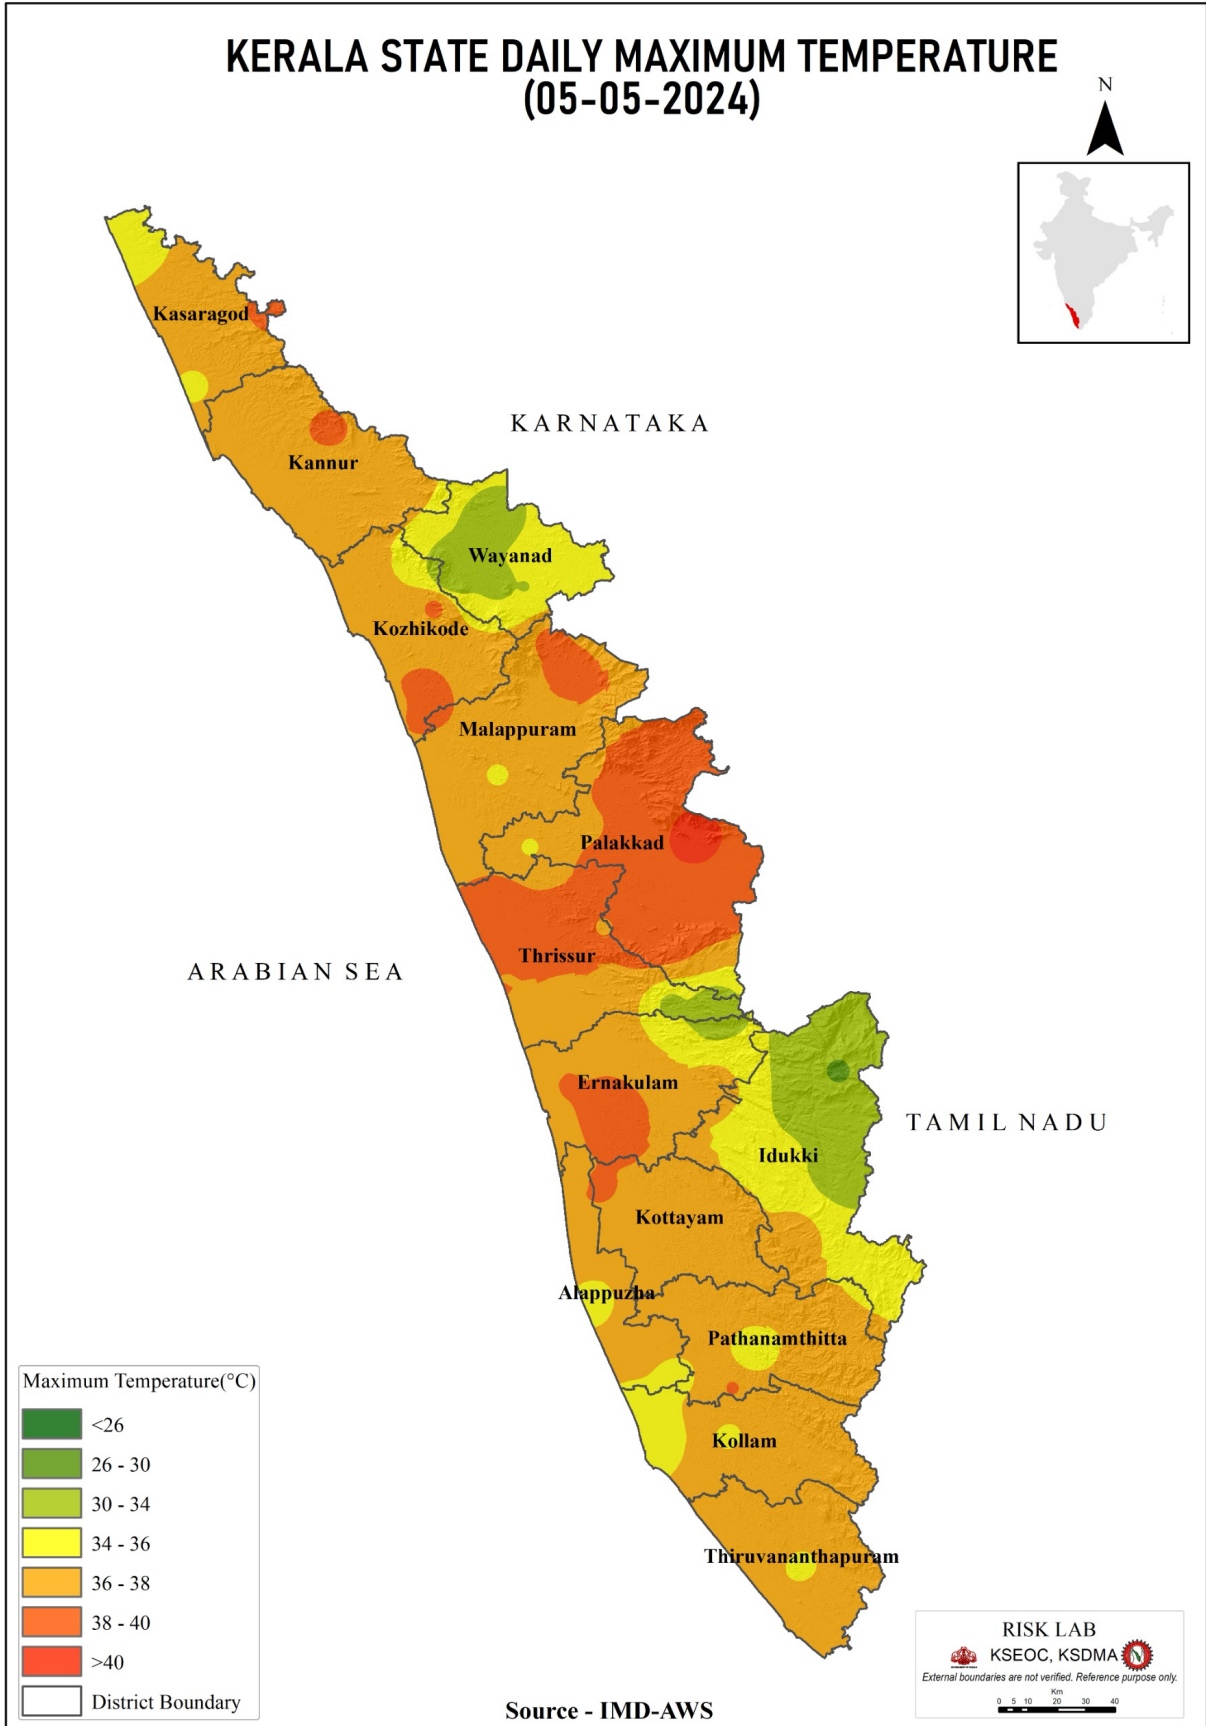 KERALA STATE DAILY MAXIMUM TEMPERATURE
(05-05-2024)
N
Kasaragod
KARNATAKA
Kannur
Wayanad
Kozhikode
Malappuram
Palakkad
Thrissur
ARABIAN SEA
Ernakulam
TAMIL NADU
Idukki
Kottayam
Alappuzha
Pathanamthitta
Kollam
Thiruvananthapuram
Maximum Temperature(°C)
<26
26 - 30
30 - 34
34 - 36
36 - 38
38 - 40
>40
District Boundary
RISK LAB
KSEOC, KSDMA
External boundaries are not verified. Reference purpose only.
Km
0 5 10 20 30 40
Source - IMD-AWS